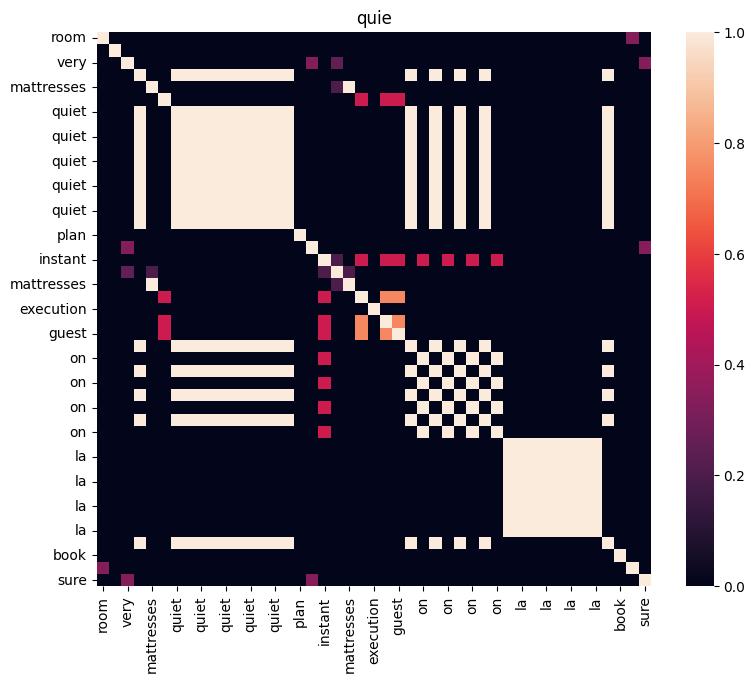 quie
room
very
mattresses
quiet
quiet
quiet
quiet
quiet
plan
instant
mattresses
execution
guest
on
on
on
on
la
la
la
la
book
sure
room
very
mattresses
quiet
quiet
quiet
quiet
quiet
plan
instant
mattresses
execution
guest
on
on
on
on
la
la
la
la
book
sure
1.0
0.8
0.6
0.4
0.2
0.0